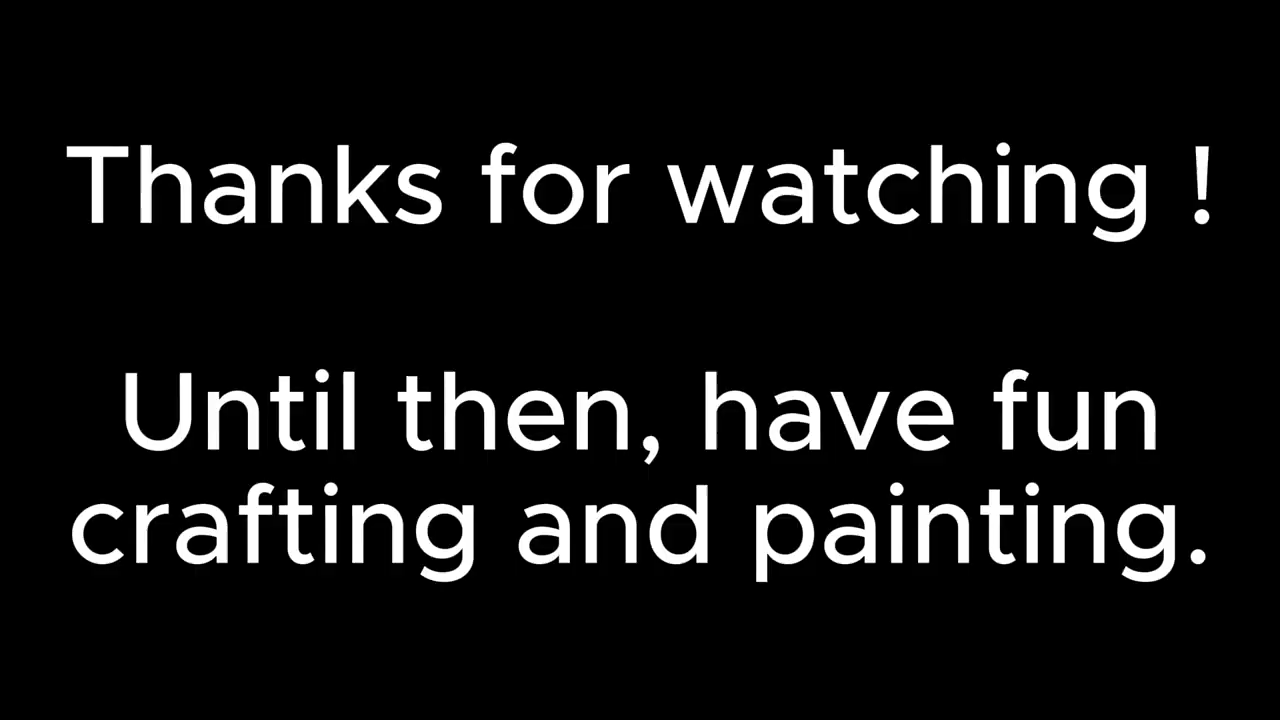 Thanks for watching !
Until then, have fun
crafting and painting.